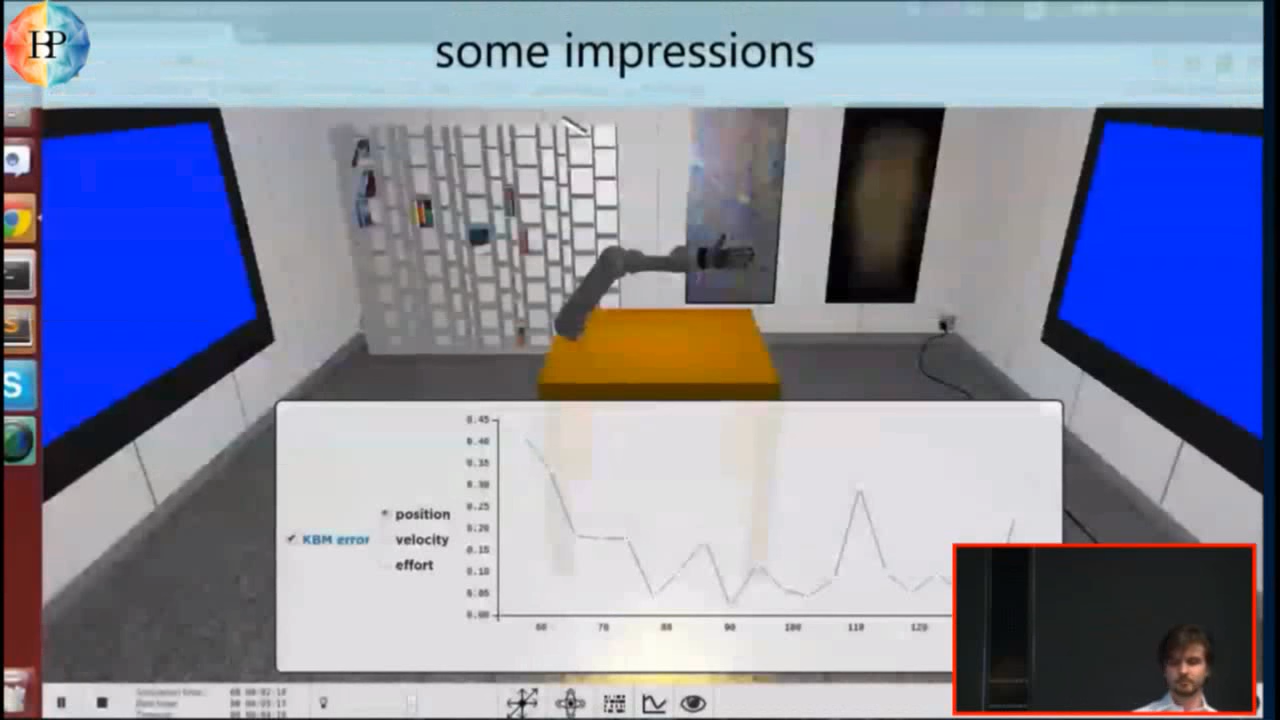 HP
some impressions
0.45
0.40
0.35
0.30
0.25
0.20
0.15
0.10
0.05
0.00
position
KBM error
velocity
effort
60 70 80 90 100 110 120
S